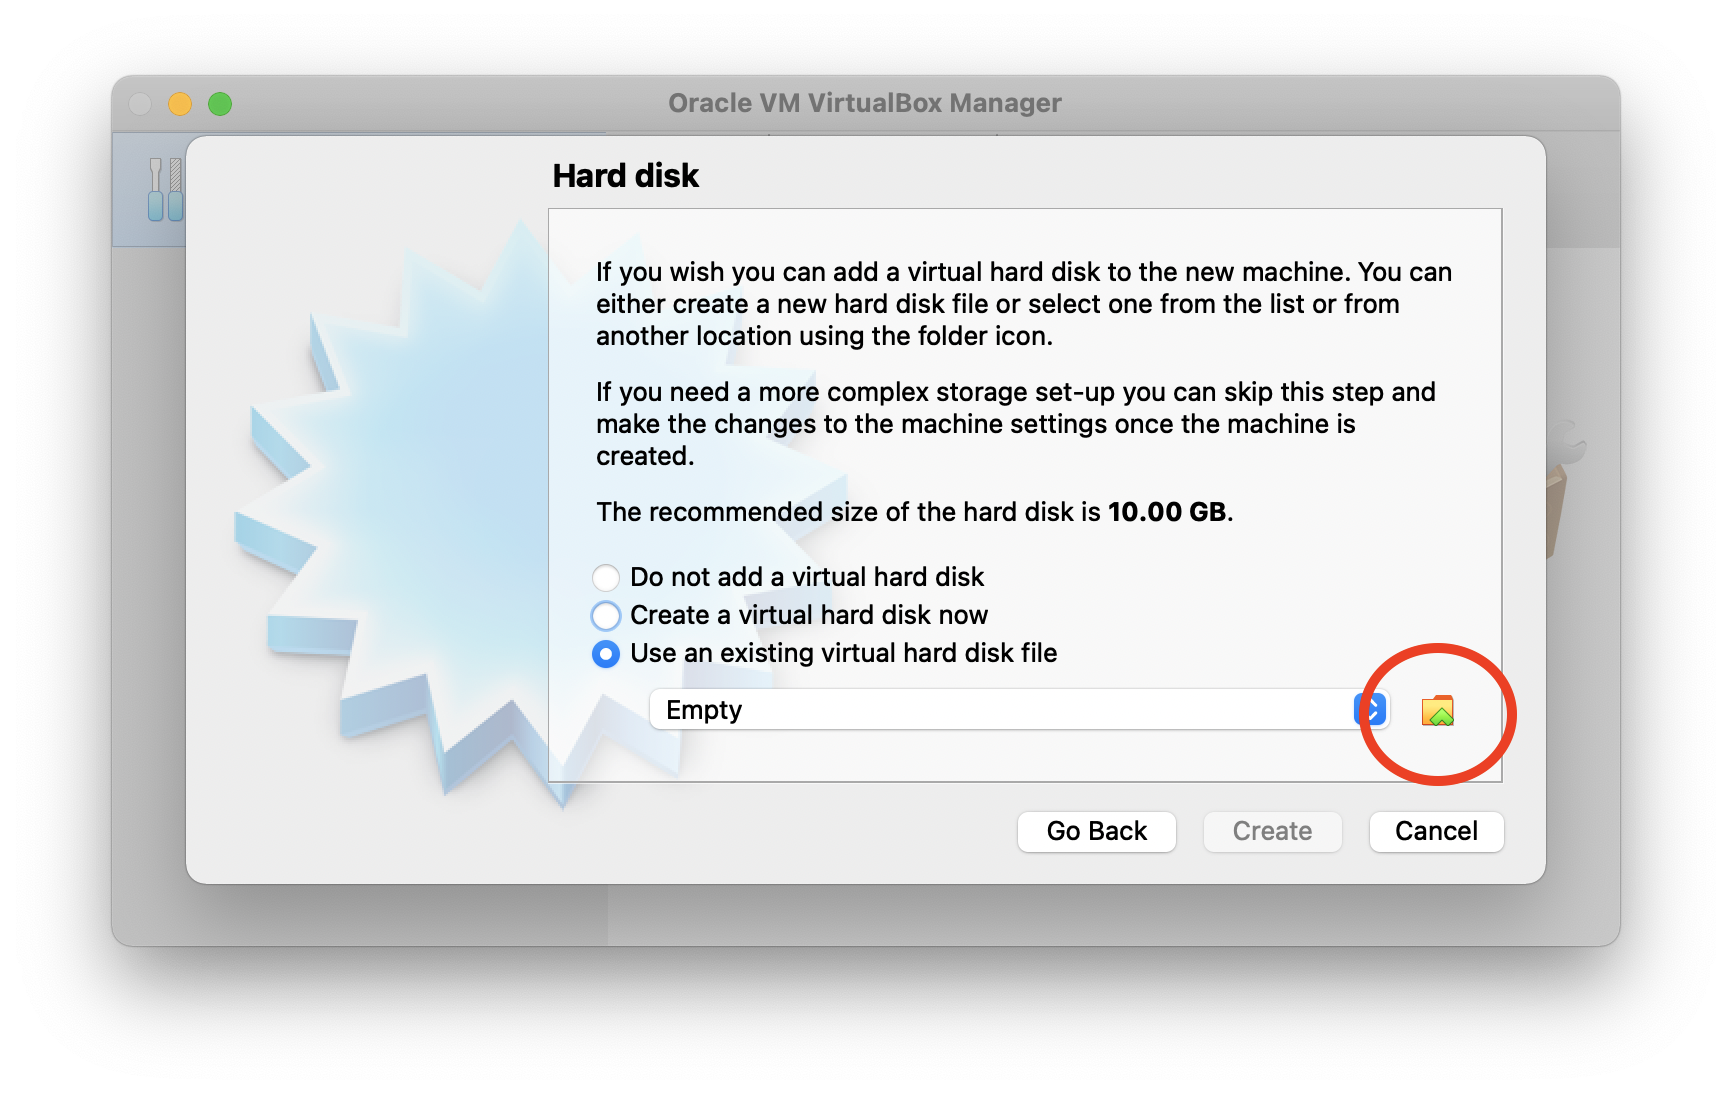 Oracle VM VirtualBox Manager
Hard disk
If you wish you can add a virtual hard disk to the new machine. You can
either create a new hard disk file or select one from the list or from
another location using the folder icon.
If you need a more complex storage set-up you can skip this step and
make the changes to the machine settings once the machine is
created.
The recommended size of the hard disk is 10.00 GB.
Do not add a virtual hard disk
Create a virtual hard disk now
Use an existing virtual hard disk file
Empty
Go Back
Create
Cancel